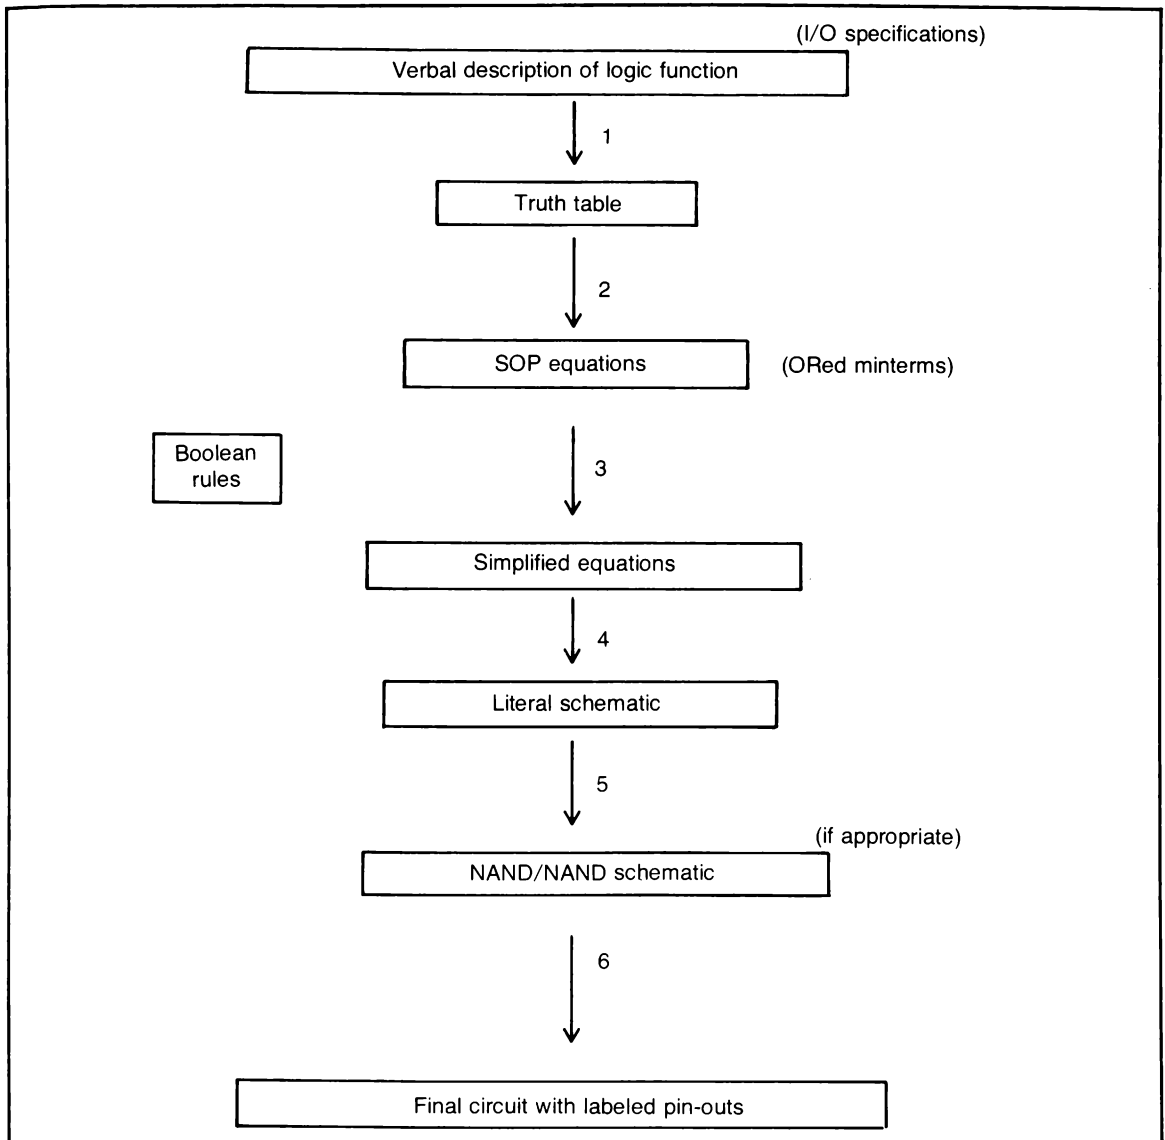 (I/O specifications)
Verbal description of logic function
1
Truth table
2
SOP equations
(ORed minterms)
Boolean
rules
3
Simplified equations
4
Literal schematic
5
(if appropriate)
NAND/NAND schematic
6
Final circuit with labeled pin-outs